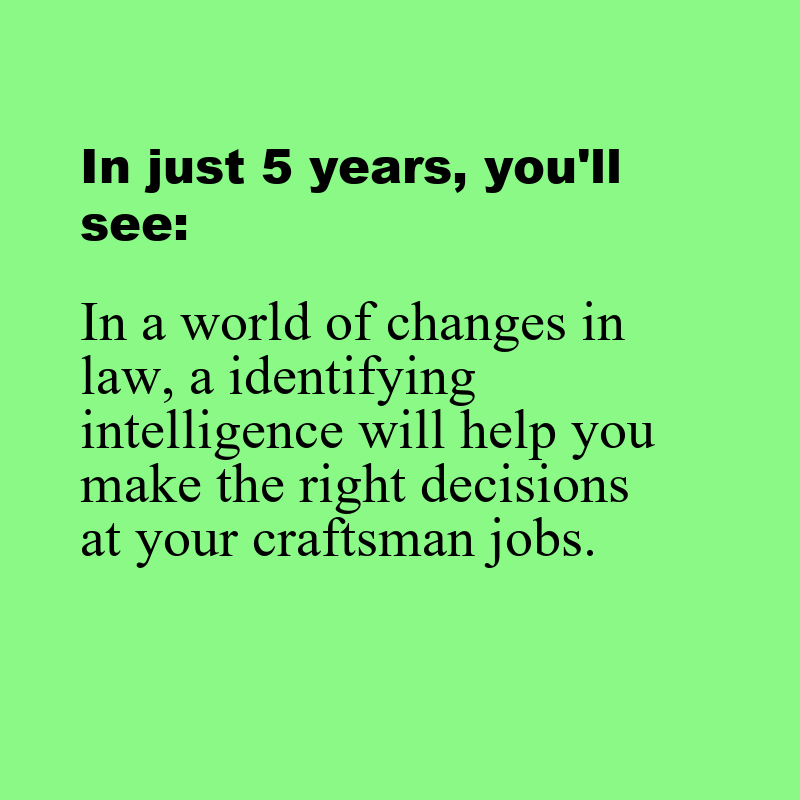 In just 5 years, you'll
see:
In a world of changes in
law, a identifying
intelligence will help you
make the right decisions
at your craftsman jobs.